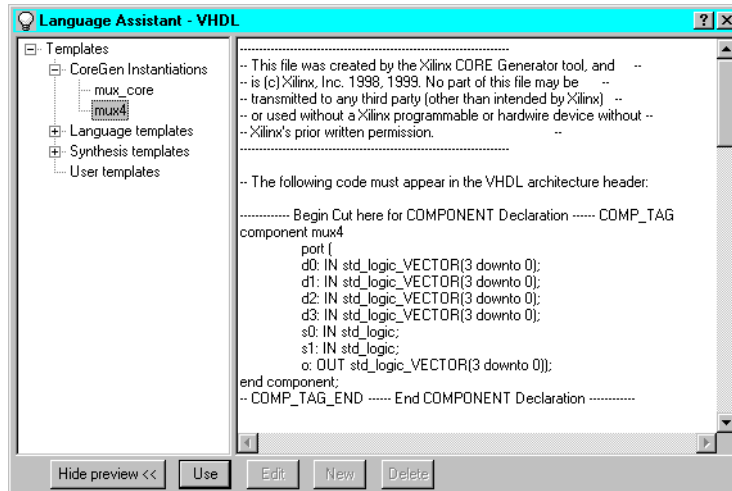 Language Assistant - VHDL
Templates
CoreGen Instantiations
mux_core
mux4
Language templates
Synthesis templates
User templates
----------------------------------------------------------------------
-- This file was created by the Xilinx CORE Generator tool, and --
-- is (c) Xilinx, Inc. 1998, 1999. No part of this file may be --
-- transmitted to any third party (other than intended by Xilinx) --
-- or used without a Xilinx programmable or hardwire device without --
-- Xilinx's prior written permission. --
----------------------------------------------------------------------
-- The following code must appear in the VHDL architecture header:
------------- Begin Cut here for COMPONENT Declaration ------ COMP_TAG
component mux4
port (
d0: IN std_logic_VECTOR(3 downto 0);
d1: IN std_logic_VECTOR(3 downto 0);
d2: IN std_logic_VECTOR(3 downto 0);
d3: IN std_logic_VECTOR(3 downto 0);
s0: IN std_logic;
s1: IN std_logic;
o: OUT std_logic_VECTOR(3 downto 0));
end component;
-- COMP_TAG_END ------ End COMPONENT Declaration ------------
Hide preview << Use Edit New Delete